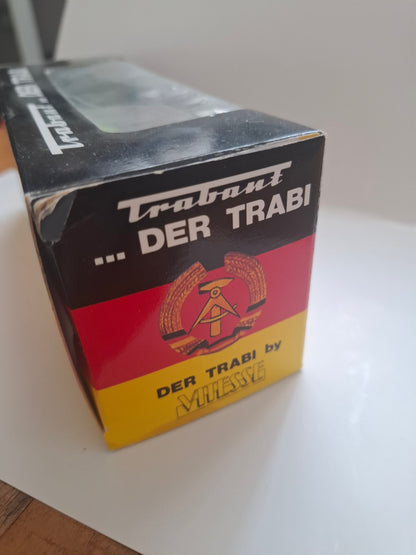 Trabant ... DER TRABI
Trabant
... DER TRABI
DER TRABI by
VITESSE